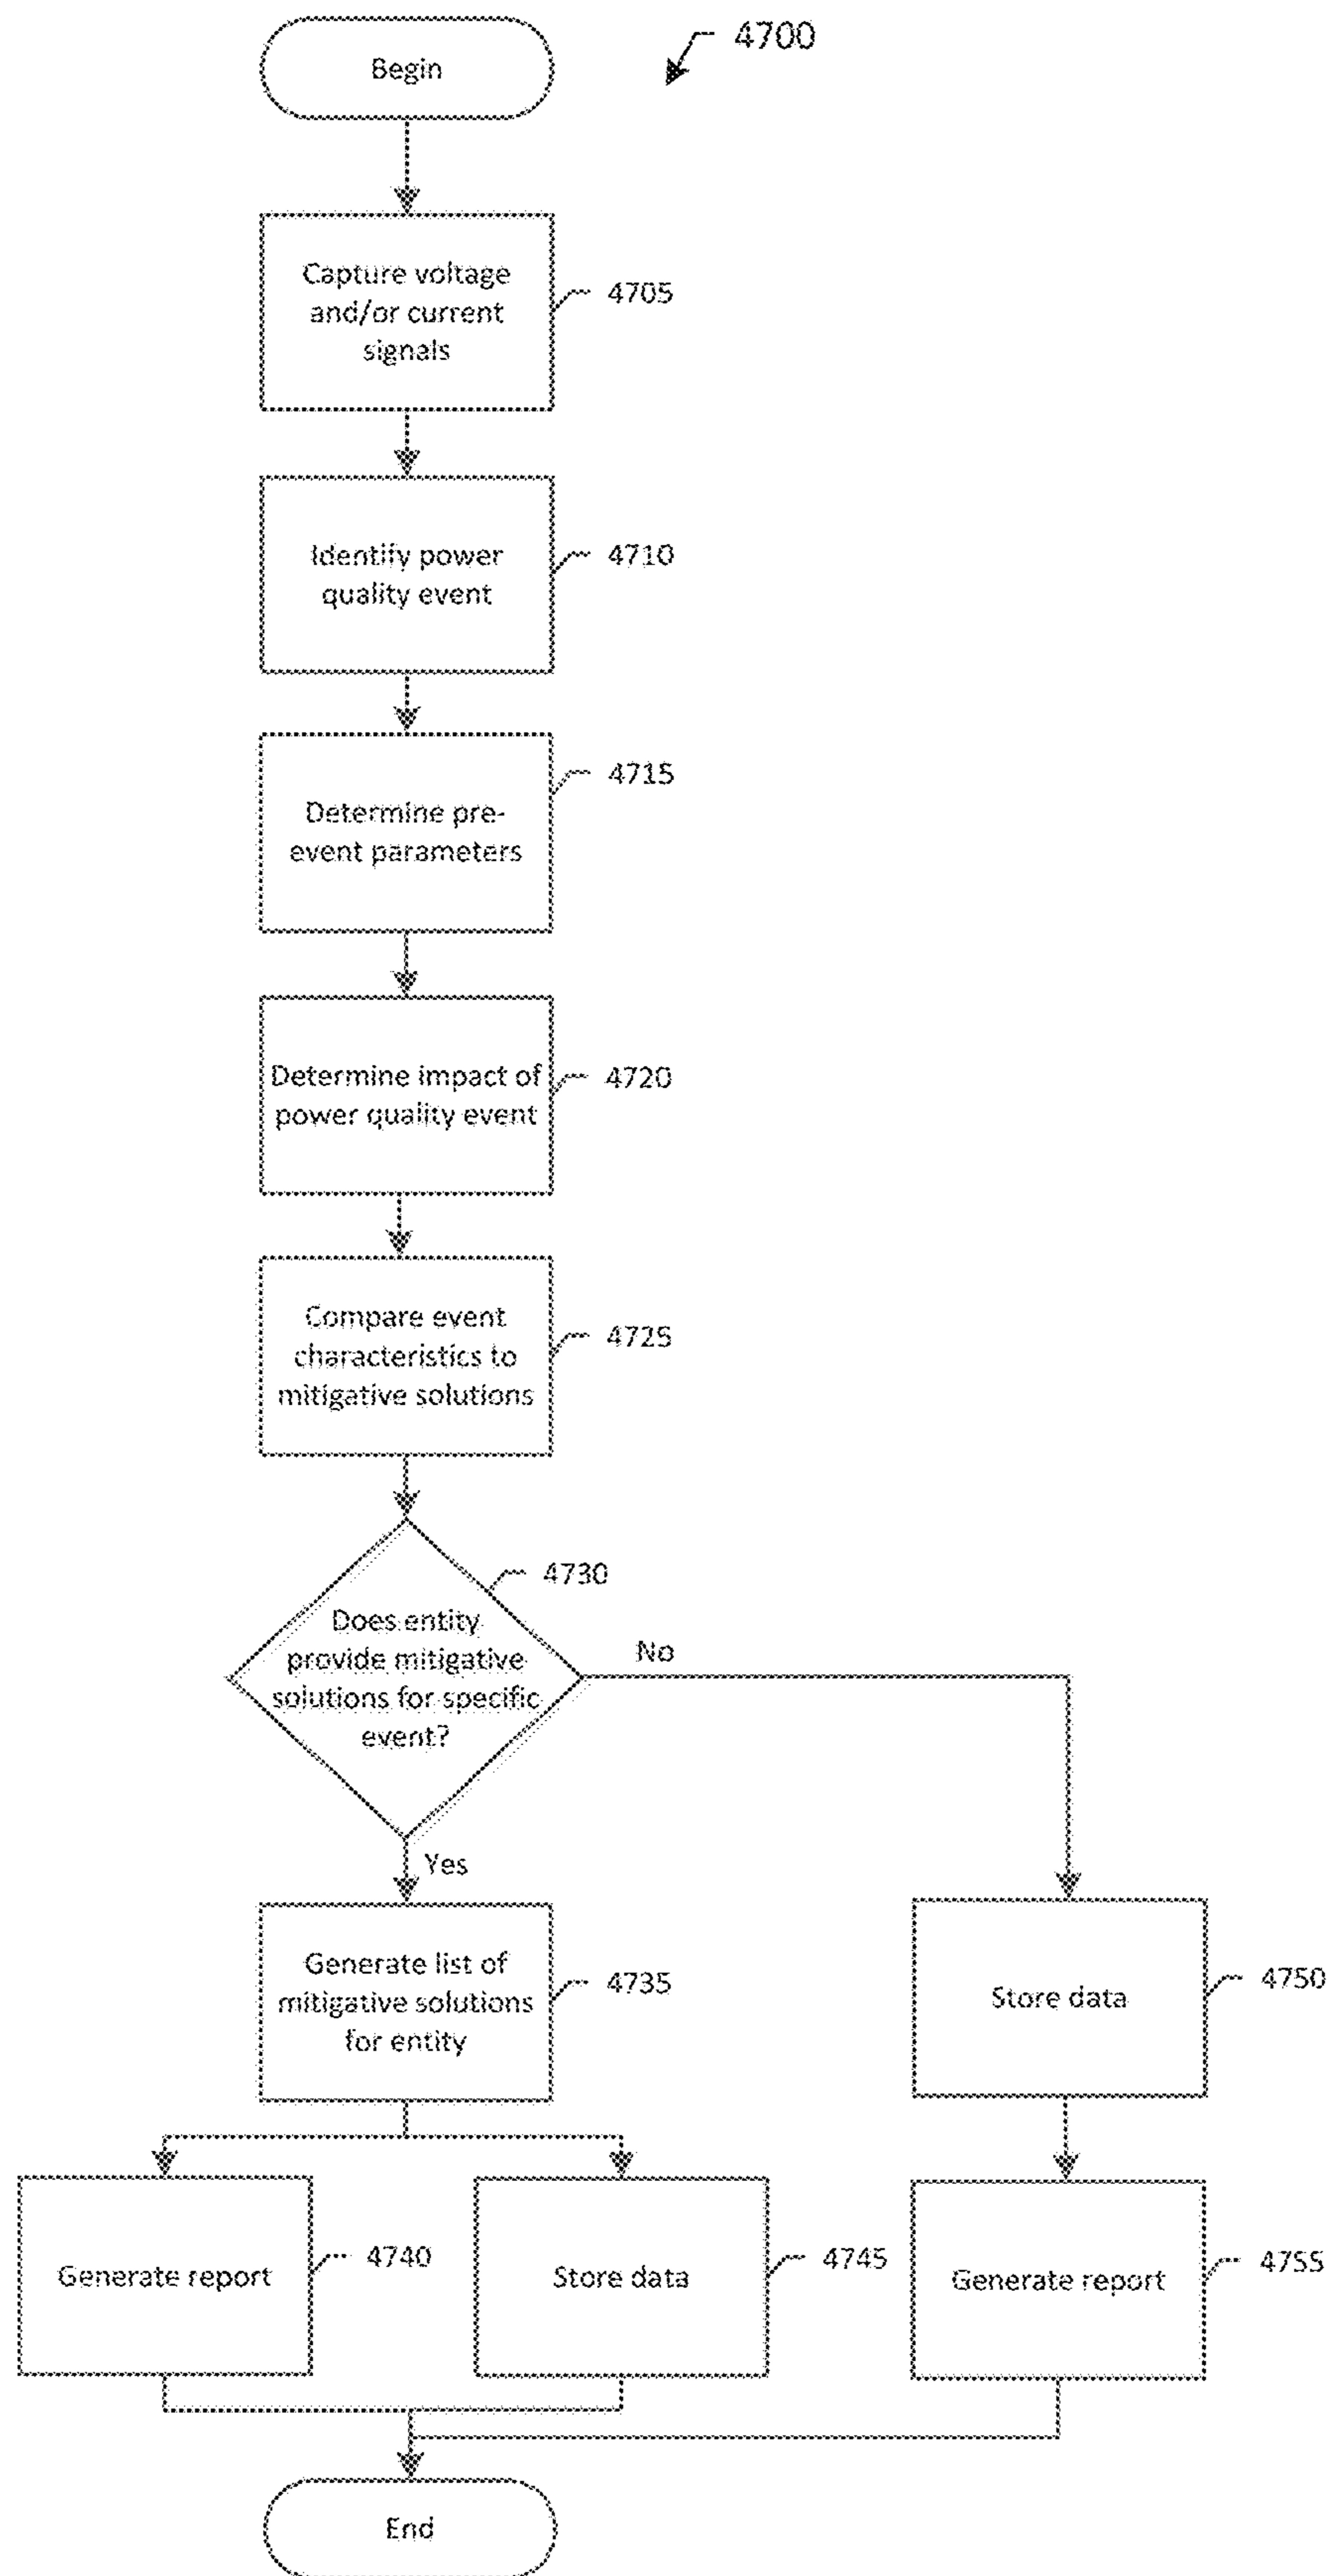 4700
Begin
Capture voltage
and/or current
signals
4705
Identify power
quality event
4710
Determine pre-
event parameters
4715
Determine impact of
power quality event
4720
Compare event
characteristics to
mitigative solutions
4725
4730
Does entity
provide mitigative
solutions for specific
event?
No
Yes
Generate list of
mitigative solutions
for entity
4735
Store data
4750
Generate report
4740
Store data
4745
Generate report
4755
End